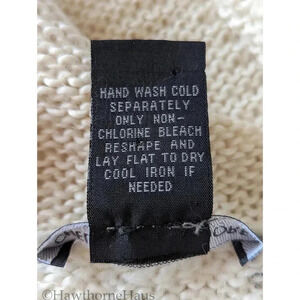 HAND WASH COLD
SEPARATELY
ONLY NON-
CHLORINE BLEACH
RESHAPE AND
LAY FLAT TO DRY
COOL IRON IF
NEEDED
©HawthorneHaus